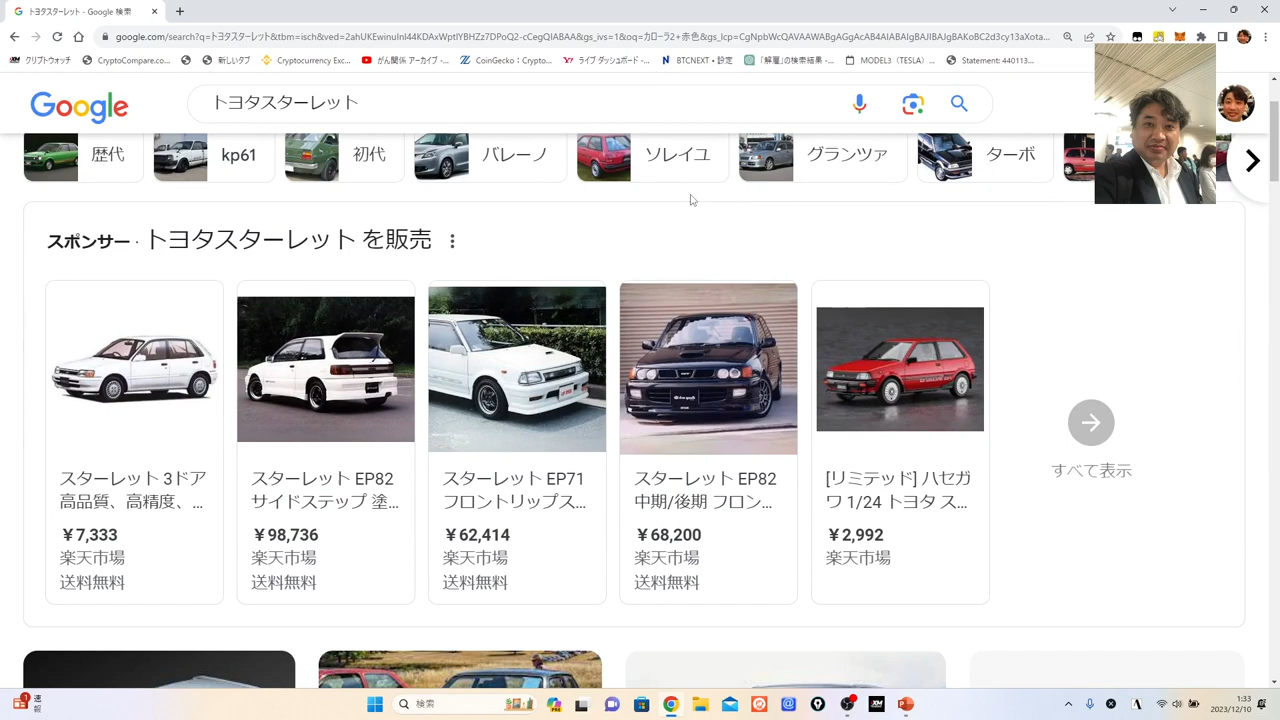 トヨタスターレット - Google 検索
google.com/search?q=トヨタスターレット&tbm=isch&ved=2ahUKEwinuInI44KDAxWptlYBHZz7DPoQ2-cCegQIABAA&gs_ivs=1&oq=カローラ2+赤色&gs_lcp=CgNpbWcQAVAAWABgAGgAcAB4AIABAIgBAJIBAJgBAKoBC2d3cy13aXota...
クリプトウォッチ
CryptoCompare.co...
新しいタブ
Cryptocurrency Exc...
がん関係 アーカイブ -...
CoinGecko : Crypto...
ライブ ダッシュボード -...
BTCNEXT • 設定
「解雇」の検索結果 -...
MODEL3（TESLA）...
Statement: 440113...
Google
トヨタスターレット
歴代
kp61
初代
バレーノ
ソレイユ
グランツァ
ターボ
スポンサー · トヨタスターレット を販売
スターレット 3ドア
高品質、高精度、...
￥7,333
楽天市場
送料無料
スターレット EP82
サイドステップ 塗...
￥98,736
楽天市場
送料無料
スターレット EP71
フロントリップス...
￥62,414
楽天市場
送料無料
スターレット EP82
中期/後期 フロン...
￥68,200
楽天市場
送料無料
[リミテッド] ハセガ
ワ 1/24 トヨタ ス...
￥2,992
楽天市場
すべて表示
検索
A
1:33
2023/12/10